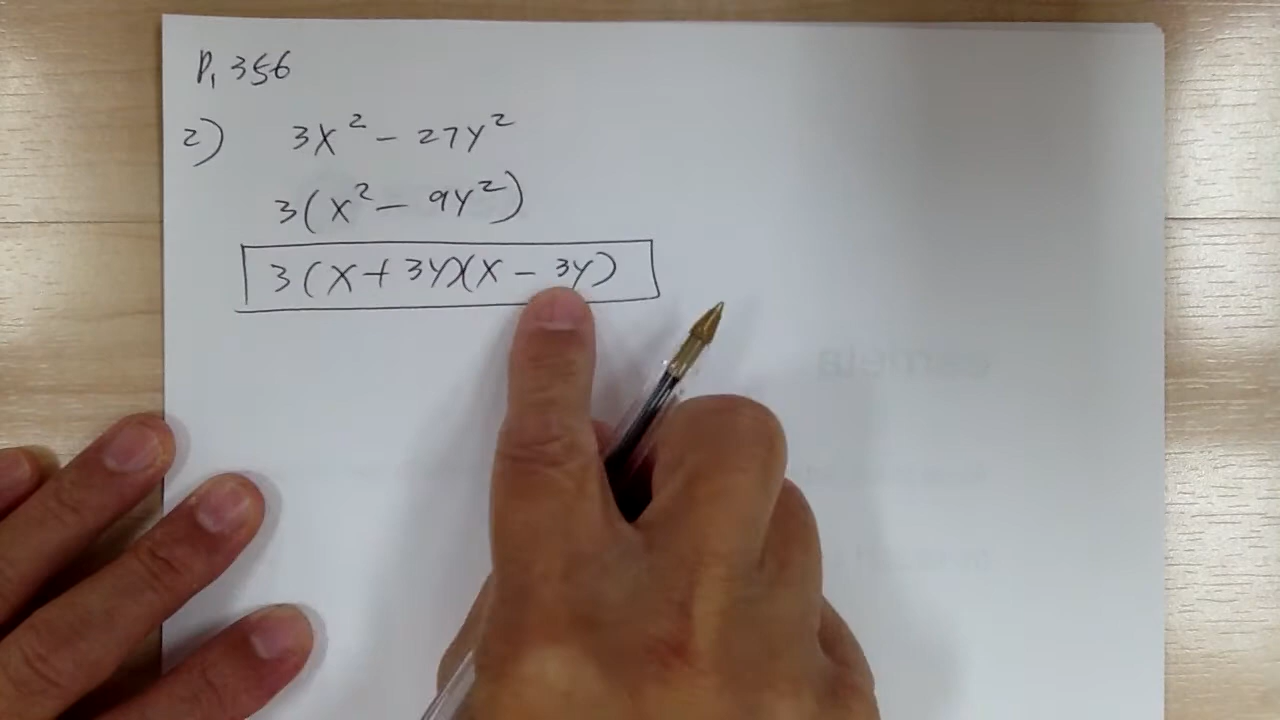 P. 356
2) 3x² - 27y²
3(x² - 9y²)
3(x + 3y)(x - 3y)